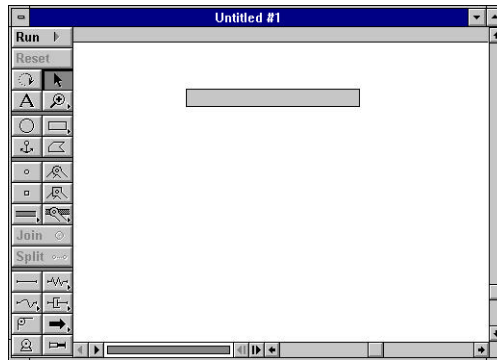 Untitled #1
Run
Reset
A
Join
Split